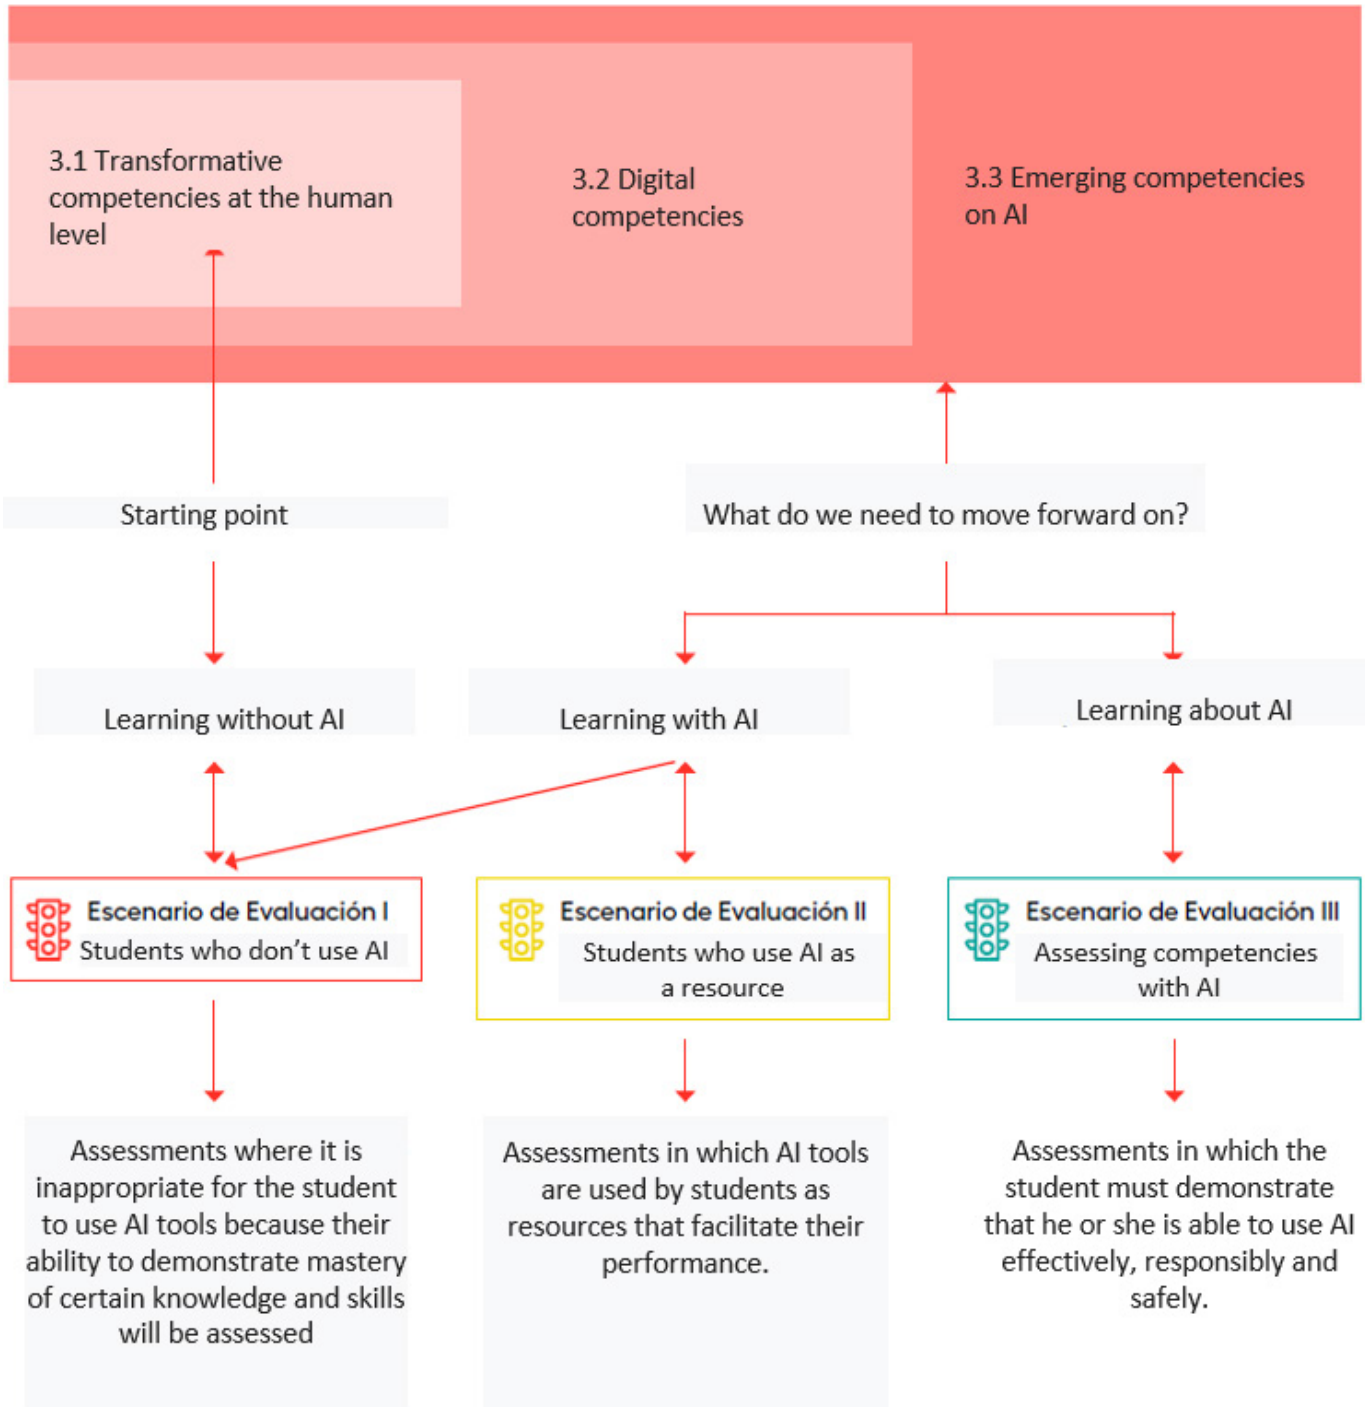 3.1 Transformative
competencies at the human
level
3.2 Digital
competencies
3.3 Emerging competencies
on AI
Starting point
What do we need to move forward on?
Learning without AI
Learning with AI
Learning about AI
Escenario de Evaluación I
Students who don’t use AI
Escenario de Evaluación II
Students who use AI as
a resource
Escenario de Evaluación III
Assessing competencies
with AI
Assessments where it is
inappropriate for the student
to use AI tools because their
ability to demonstrate mastery
of certain knowledge and skills
will be assessed
Assessments in which AI tools
are used by students as
resources that facilitate their
performance.
Assessments in which the
student must demonstrate
that he or she is able to use AI
effectively, responsibly and
safely.